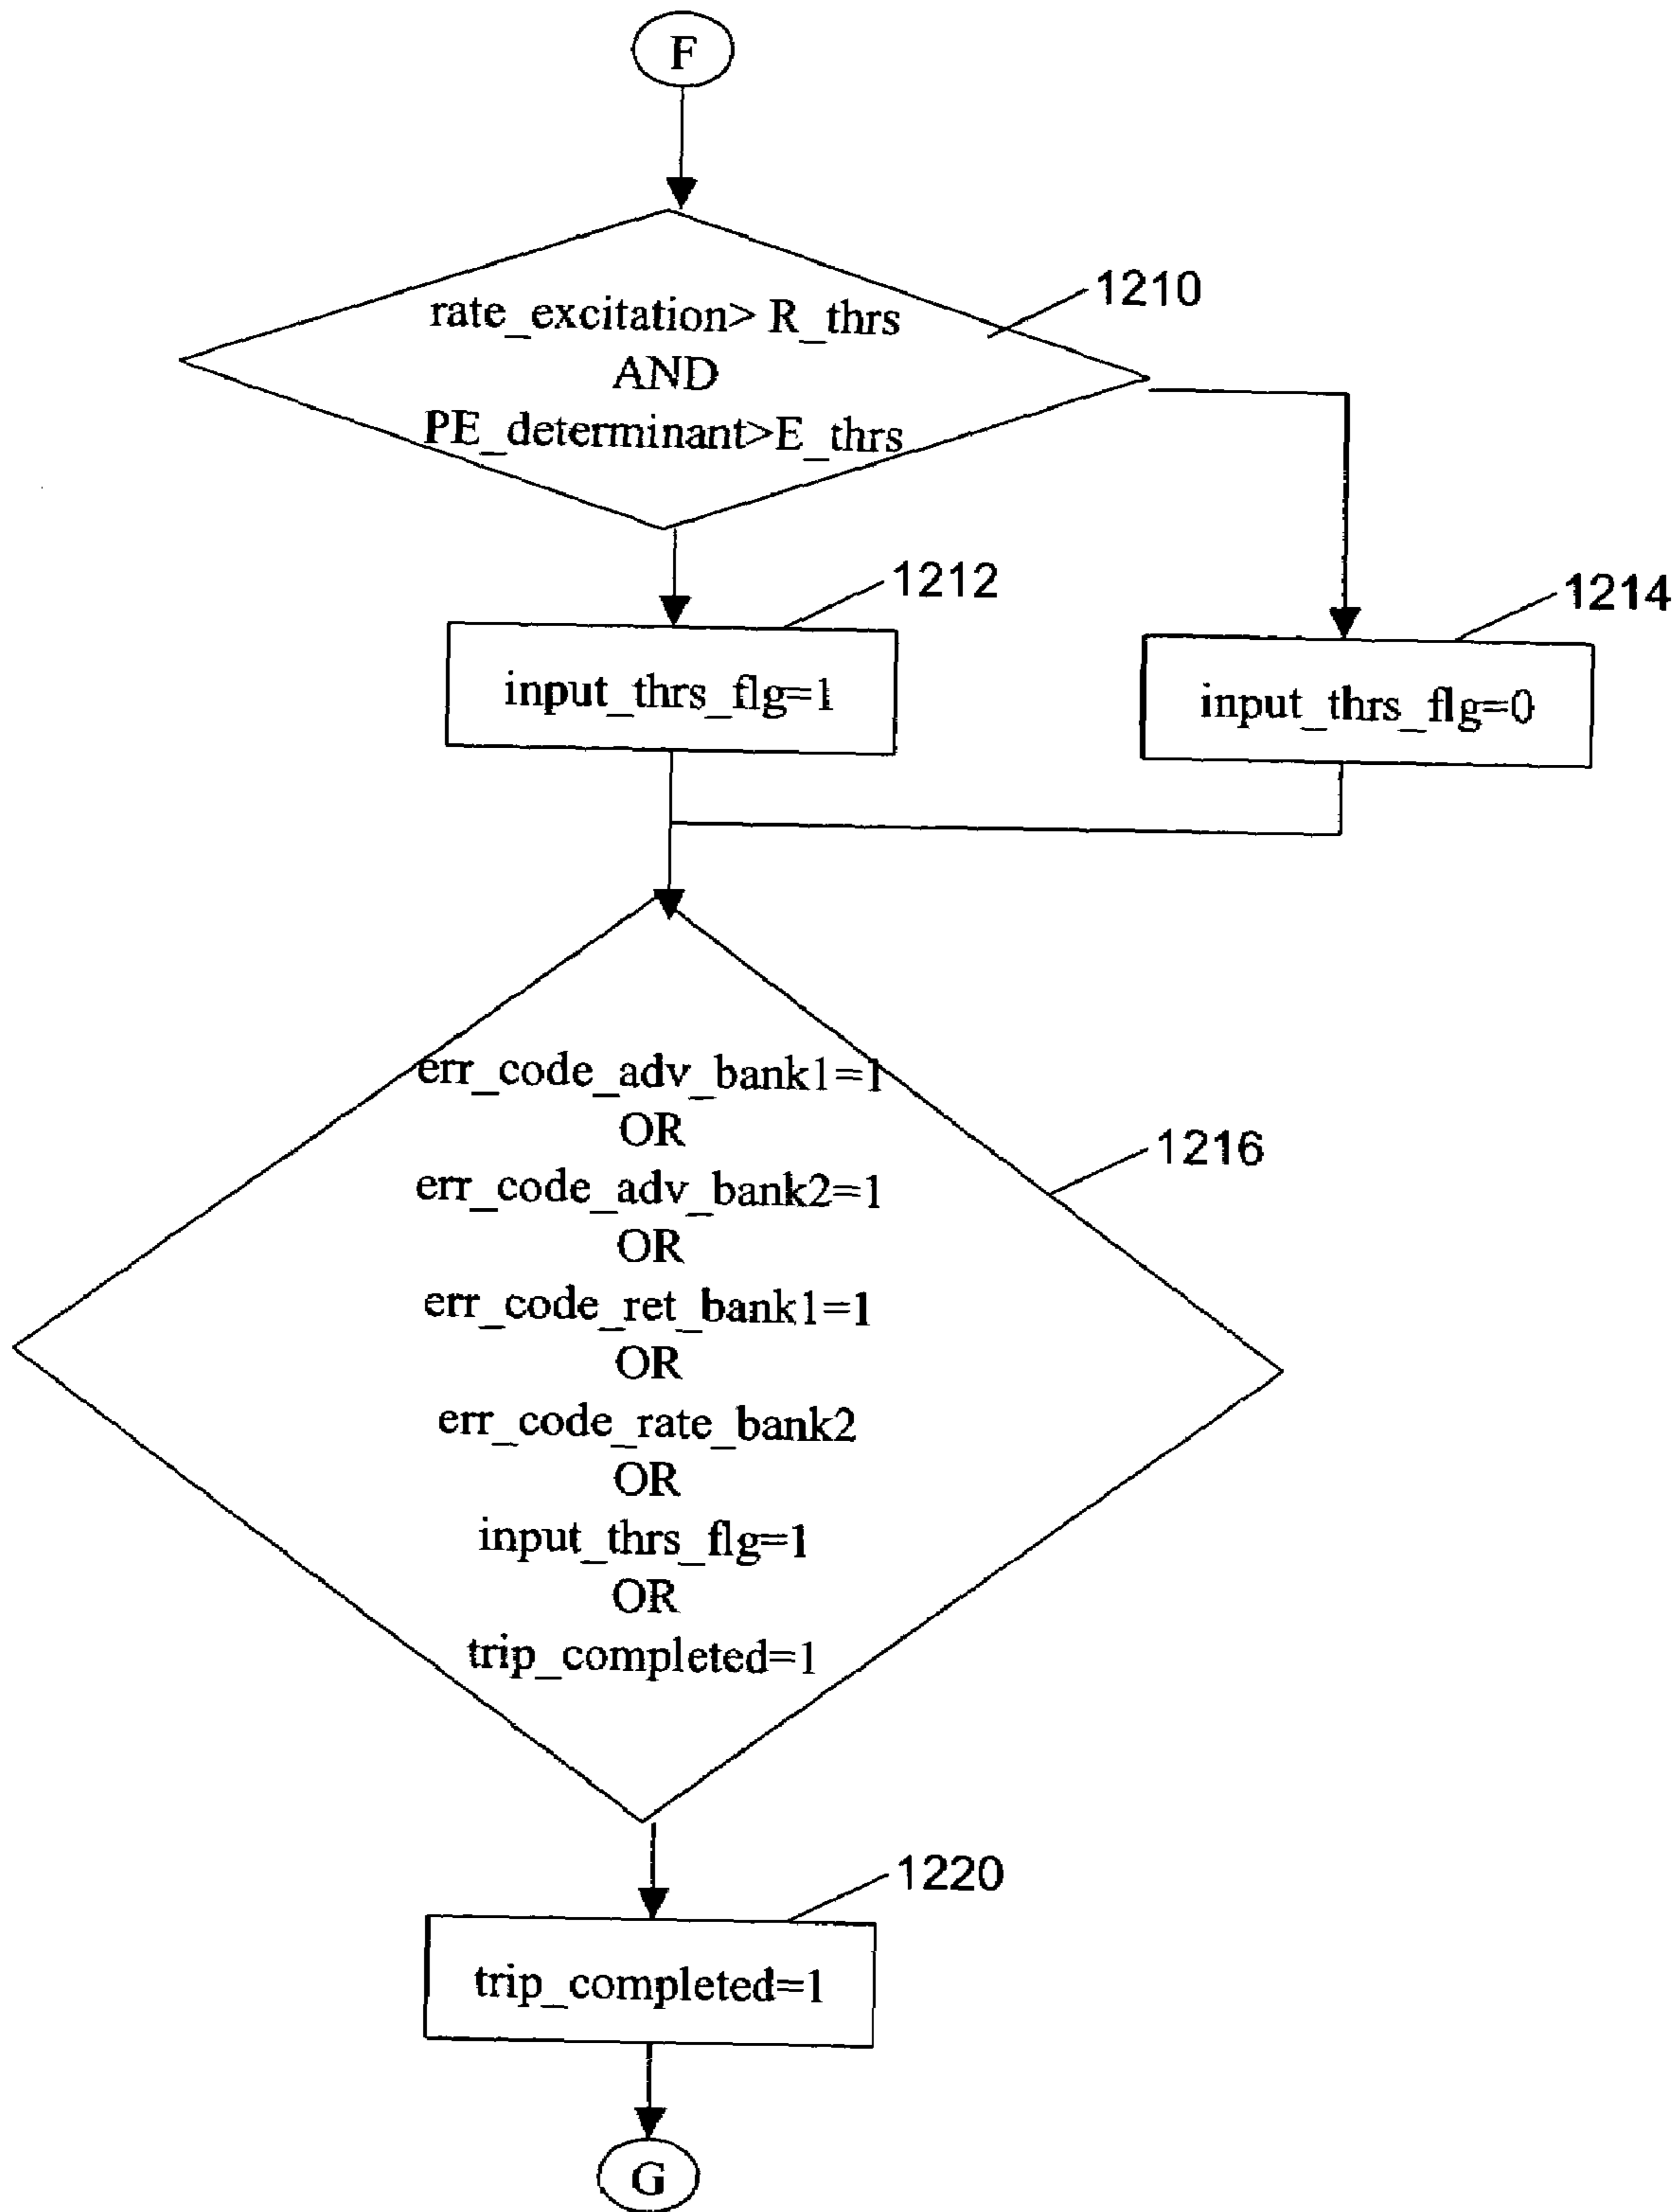 F
rate_excitation> R_thrs
AND
PE_determinant>E_thrs
1210
1212
input_thrs_flg=1
1214
input_thrs_flg=0
err_code_adv_bank1=1
OR
err_code_adv_bank2=1
OR
err_code_ret_bank1=1
OR
err_code_rate_bank2
OR
input_thrs_flg=1
OR
trip_completed=1
1216
1220
trip_completed=1
G